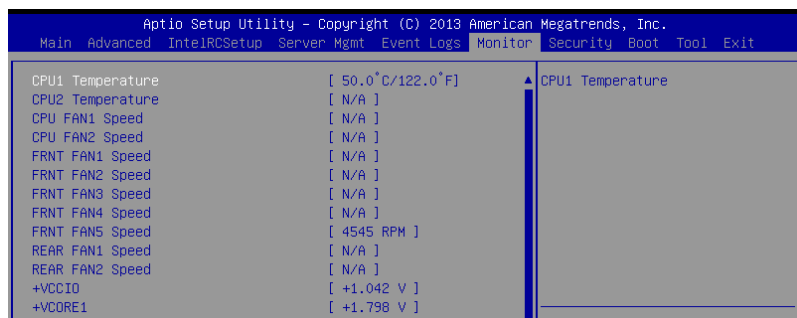 Aptio Setup Utility – Copyright (C) 2013 American Megatrends, Inc.
Main Advanced IntelRCSetup Server Mgmt Event Logs Monitor Security Boot Tool Exit
CPU1 Temperature [ 50.0°C/122.0°F] CPU1 Temperature
CPU2 Temperature [ N/A ]
CPU FAN1 Speed [ N/A ]
CPU FAN2 Speed [ N/A ]
FRNT FAN1 Speed [ N/A ]
FRNT FAN2 Speed [ N/A ]
FRNT FAN3 Speed [ N/A ]
FRNT FAN4 Speed [ N/A ]
FRNT FAN5 Speed [ 4545 RPM ]
REAR FAN1 Speed [ N/A ]
REAR FAN2 Speed [ N/A ]
+VCCIO [ +1.042 V ]
+VCORE1 [ +1.798 V ]